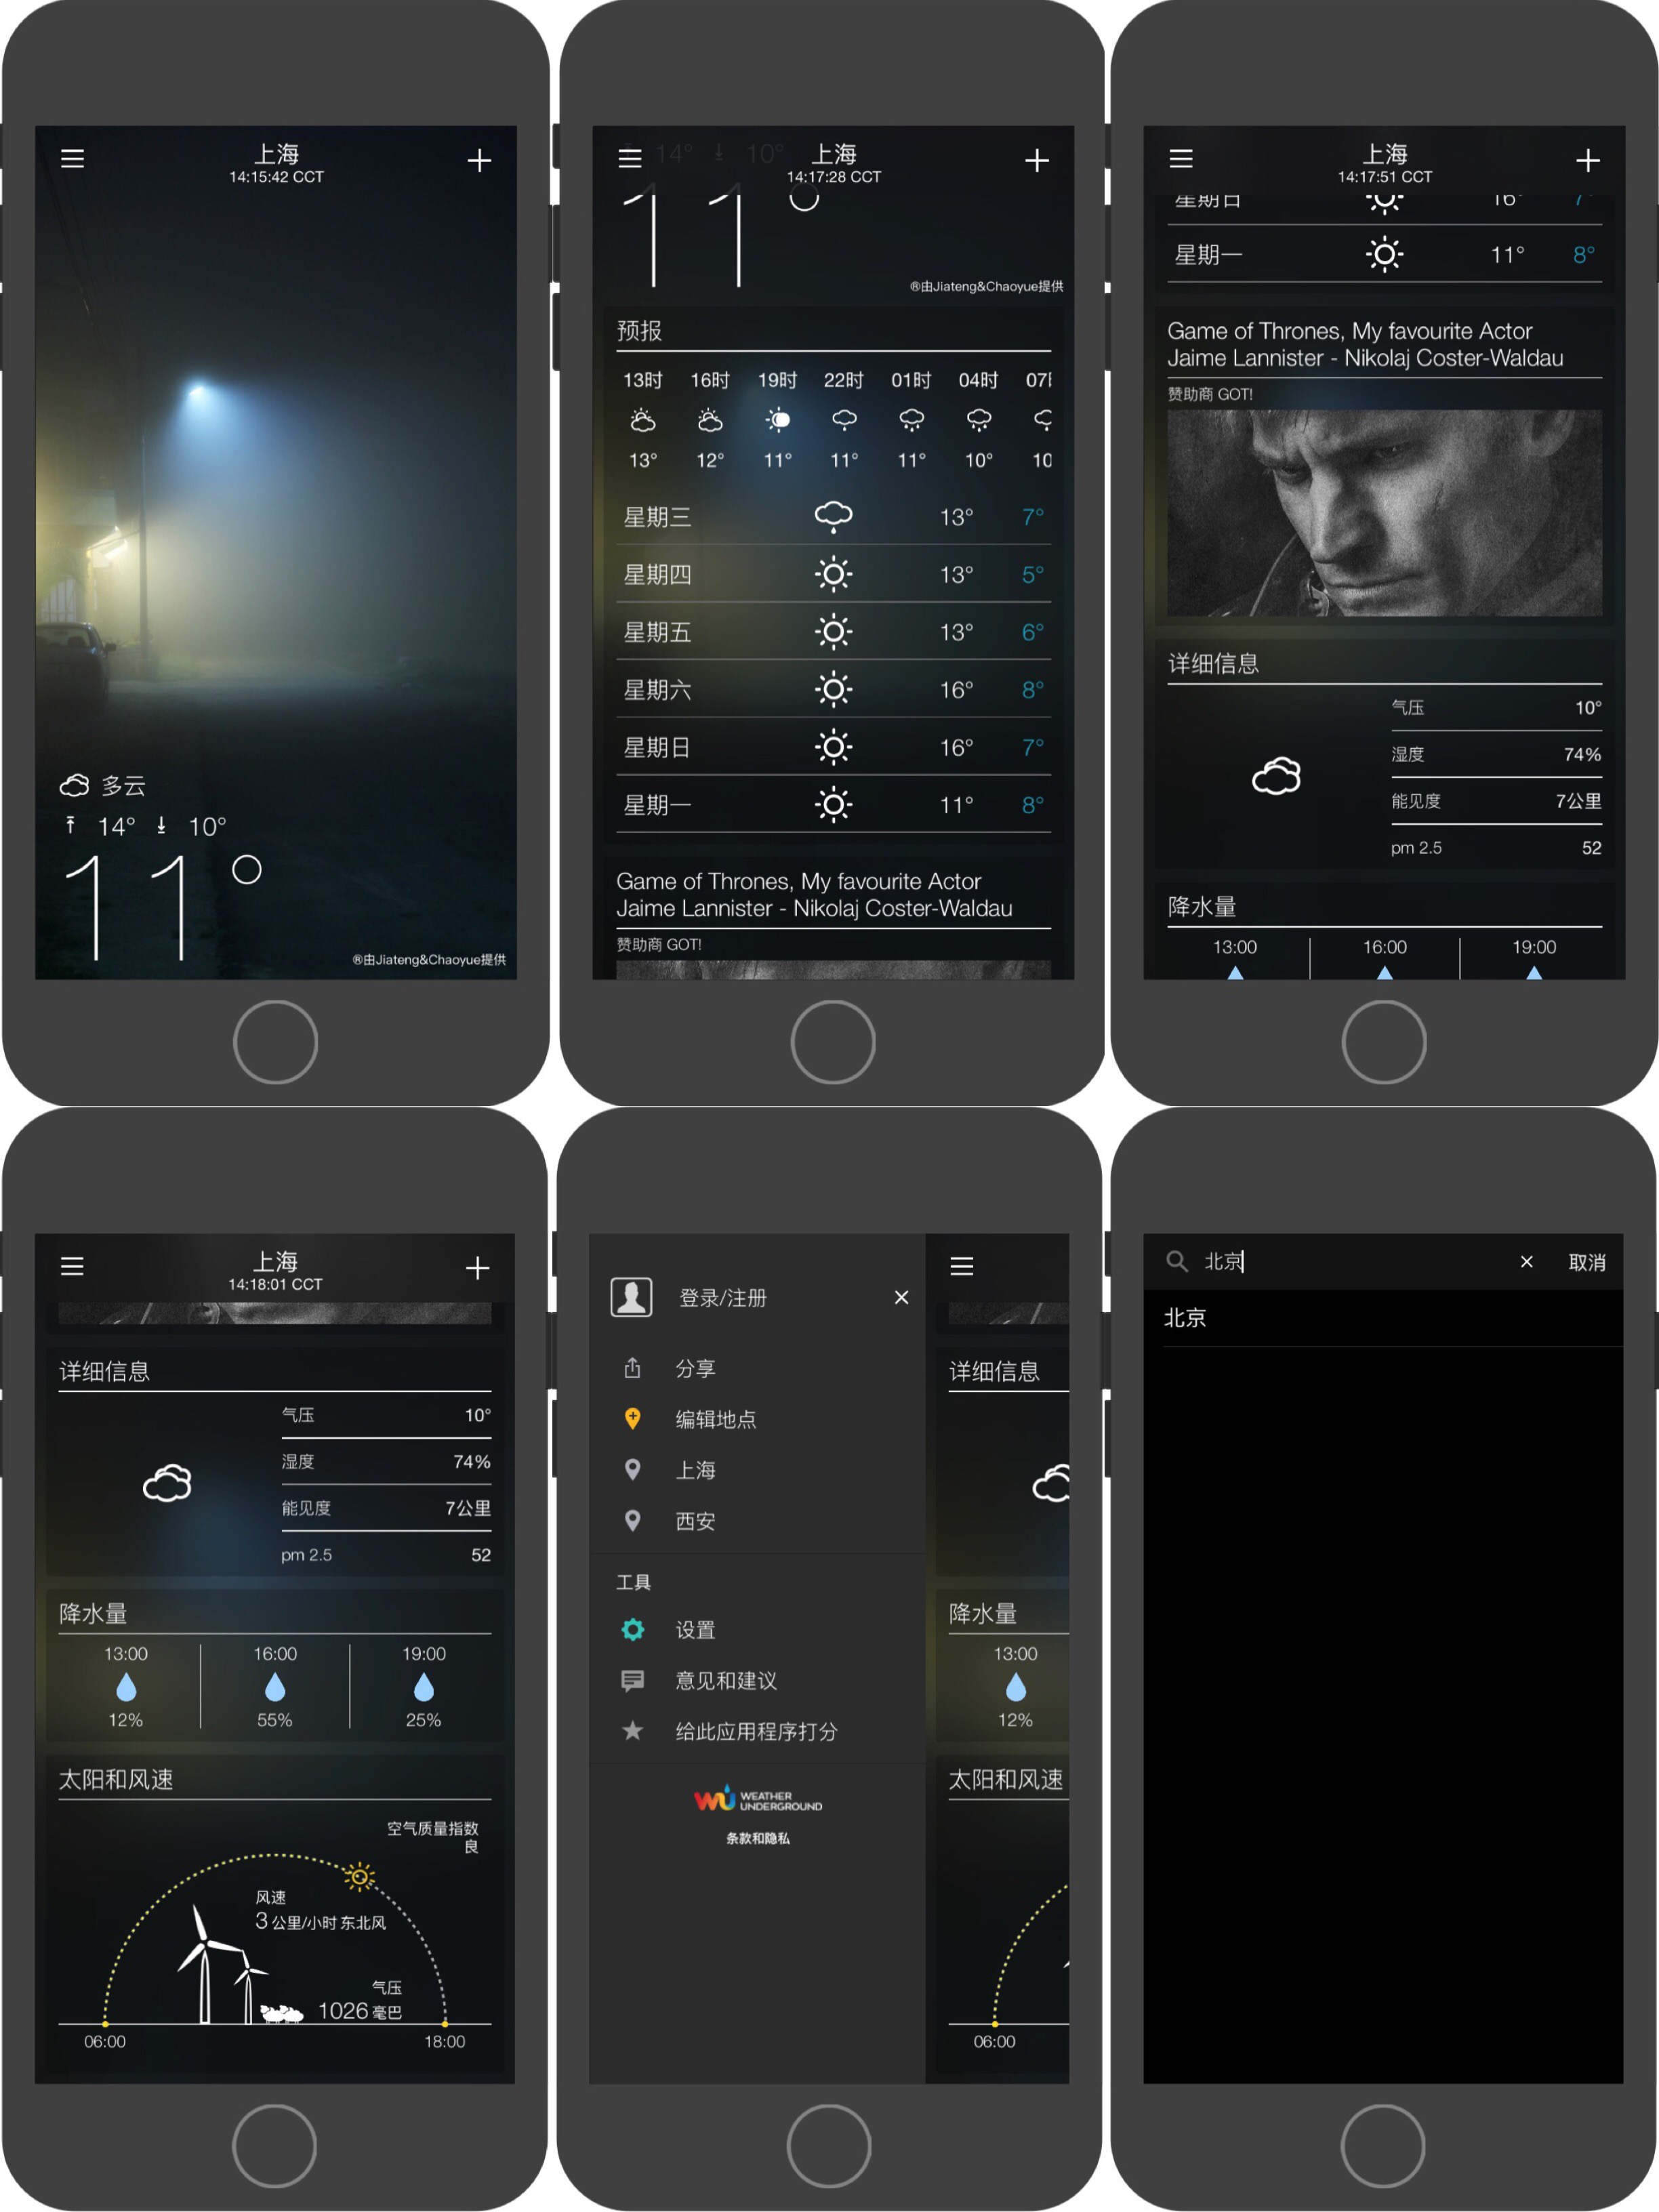 上海
14:15:42 CCT
多云
14° 10°
11°
®由Jiateng&Chaoyue提供
14° 10°
上海
14:17:28 CCT
11°
®由Jiateng&Chaoyue提供
预报
13时 16时 19时 22时 01时 04时 07时
13° 12° 11° 11° 11° 10° 10
星期三 13° 7°
星期四 13° 5°
星期五 13° 6°
星期六 16° 8°
星期日 16° 7°
星期一 11° 8°
Game of Thrones, My favourite Actor
Jaime Lannister - Nikolaj Coster-Waldau
赞助商 GOT!
上海
14:17:51 CCT
星期日 16° 7°
星期一 11° 8°
Game of Thrones, My favourite Actor
Jaime Lannister - Nikolaj Coster-Waldau
赞助商 GOT!
详细信息
气压 10°
湿度 74%
能见度 7公里
pm 2.5 52
降水量
13:00 16:00 19:00
上海
14:18:01 CCT
详细信息
气压 10°
湿度 74%
能见度 7公里
pm 2.5 52
降水量
13:00 16:00 19:00
12% 55% 25%
太阳和风速
空气质量指数
良
风速
3 公里/小时 东北风
气压
1026 毫巴
06:00 18:00
登录/注册
分享
编辑地点
上海
西安
工具
设置
意见和建议
给此应用程序打分
WU WEATHER
UNDERGROUND
条款和隐私
详细信息
降水量
13:00
12%
太阳和风速
06:00
北京 取消
北京